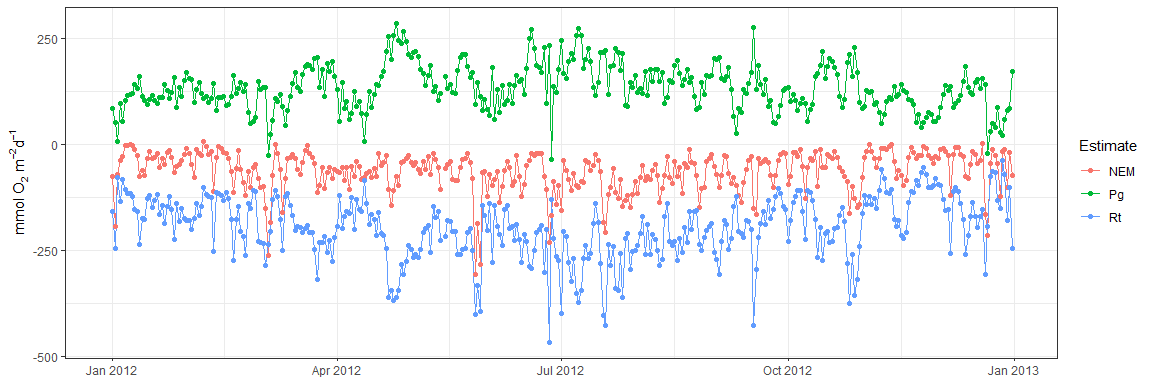 mmol O₂ m⁻²d⁻¹
250
0
-250
-500
Jan 2012
Apr 2012
Jul 2012
Oct 2012
Jan 2013
Estimate
NEM
Pg
Rt